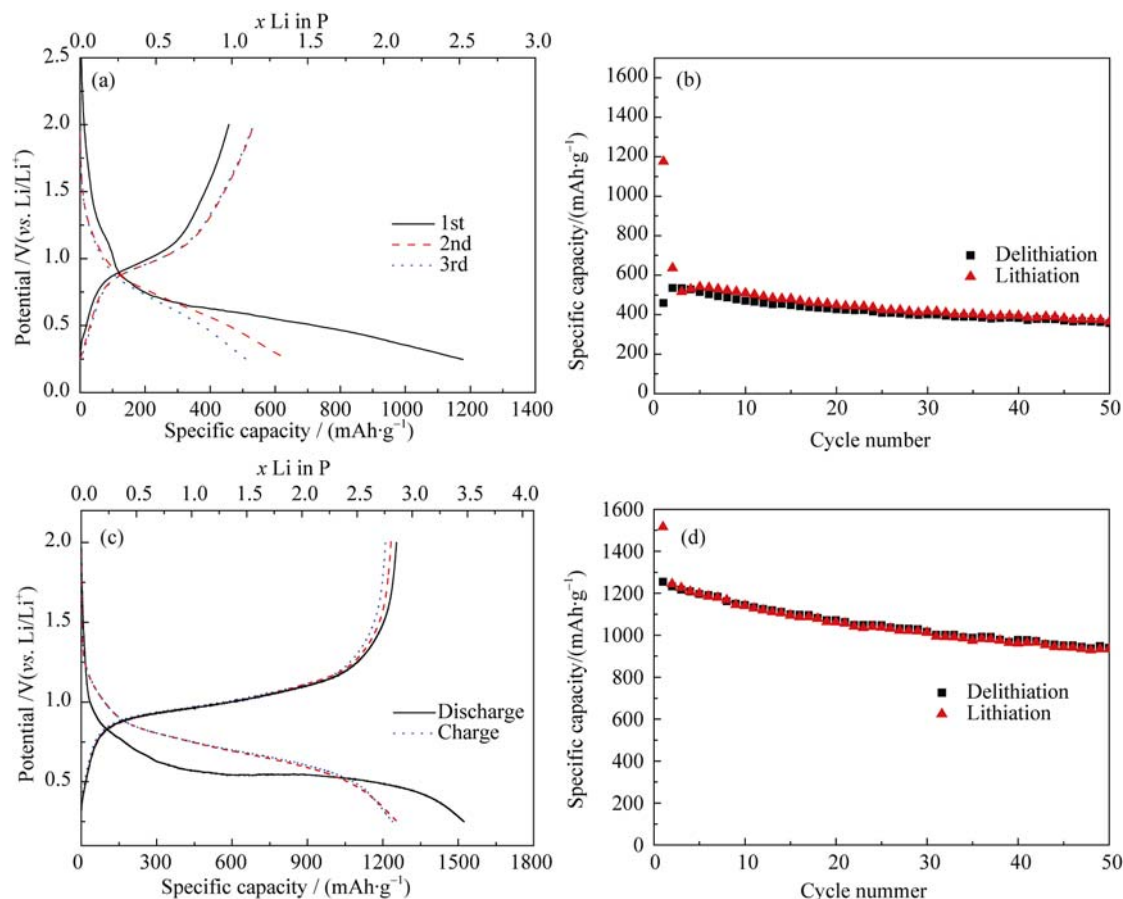 x Li in P
0.0 0.5 1.0 1.5 2.0 2.5 3.0
2.5
2.0
1.5
1.0
0.5
0.0
Potential /V(vs. Li/Li+)
(a)
1st
2nd
3rd
0 200 400 600 800 1000 1200 1400
Specific capacity / (mAh·g−1)
1600
1400
1200
1000
800
600
400
200
0
Specific capacity/(mAh·g−1)
(b)
Delithiation
Lithiation
0 10 20 30 40 50
Cycle number
x Li in P
0.0 0.5 1.0 1.5 2.0 2.5 3.0 3.5 4.0
2.0
1.5
1.0
0.5
Potential /V(vs. Li/Li+)
(c)
Discharge
Charge
0 300 600 900 1200 1500 1800
Specific capacity / (mAh·g−1)
1600
1400
1200
1000
800
600
400
200
0
Specific capacity/(mAh·g−1)
(d)
Delithiation
Lithiation
0 10 20 30 40 50
Cycle nummer